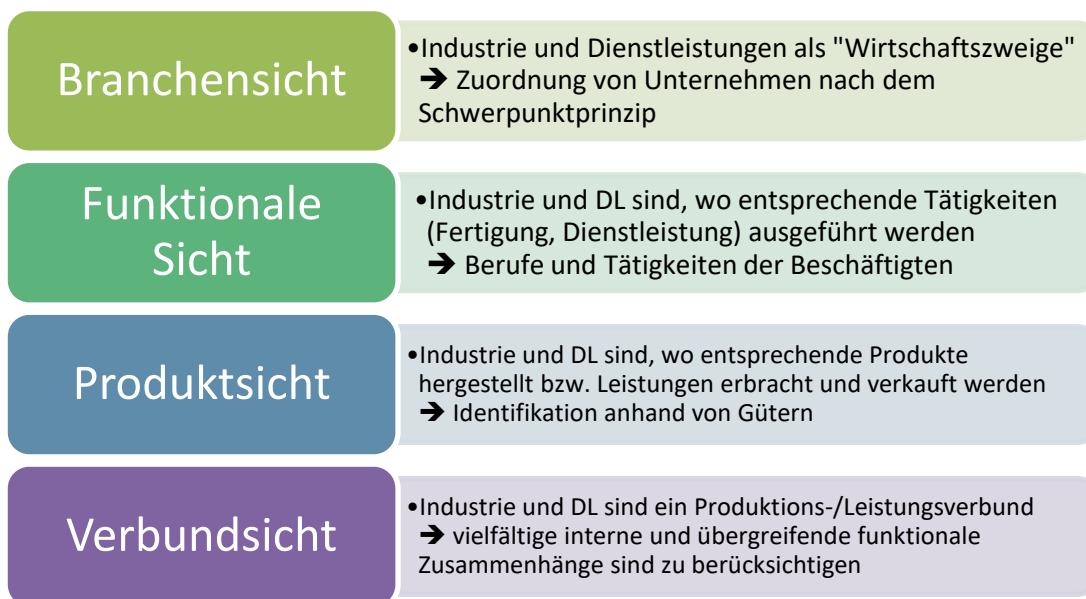 Branchensicht
•Industrie und Dienstleistungen als "Wirtschaftszweige"
➔ Zuordnung von Unternehmen nach dem
Schwerpunktprinzip
Funktionale
Sicht
•Industrie und DL sind, wo entsprechende Tätigkeiten
(Fertigung, Dienstleistung) ausgeführt werden
➔ Berufe und Tätigkeiten der Beschäftigten
Produktsicht
•Industrie und DL sind, wo entsprechende Produkte
hergestellt bzw. Leistungen erbracht und verkauft werden
➔ Identifikation anhand von Gütern
Verbundsicht
•Industrie und DL sind ein Produktions-/Leistungsverbund
➔ vielfältige interne und übergreifende funktionale
Zusammenhänge sind zu berücksichtigen